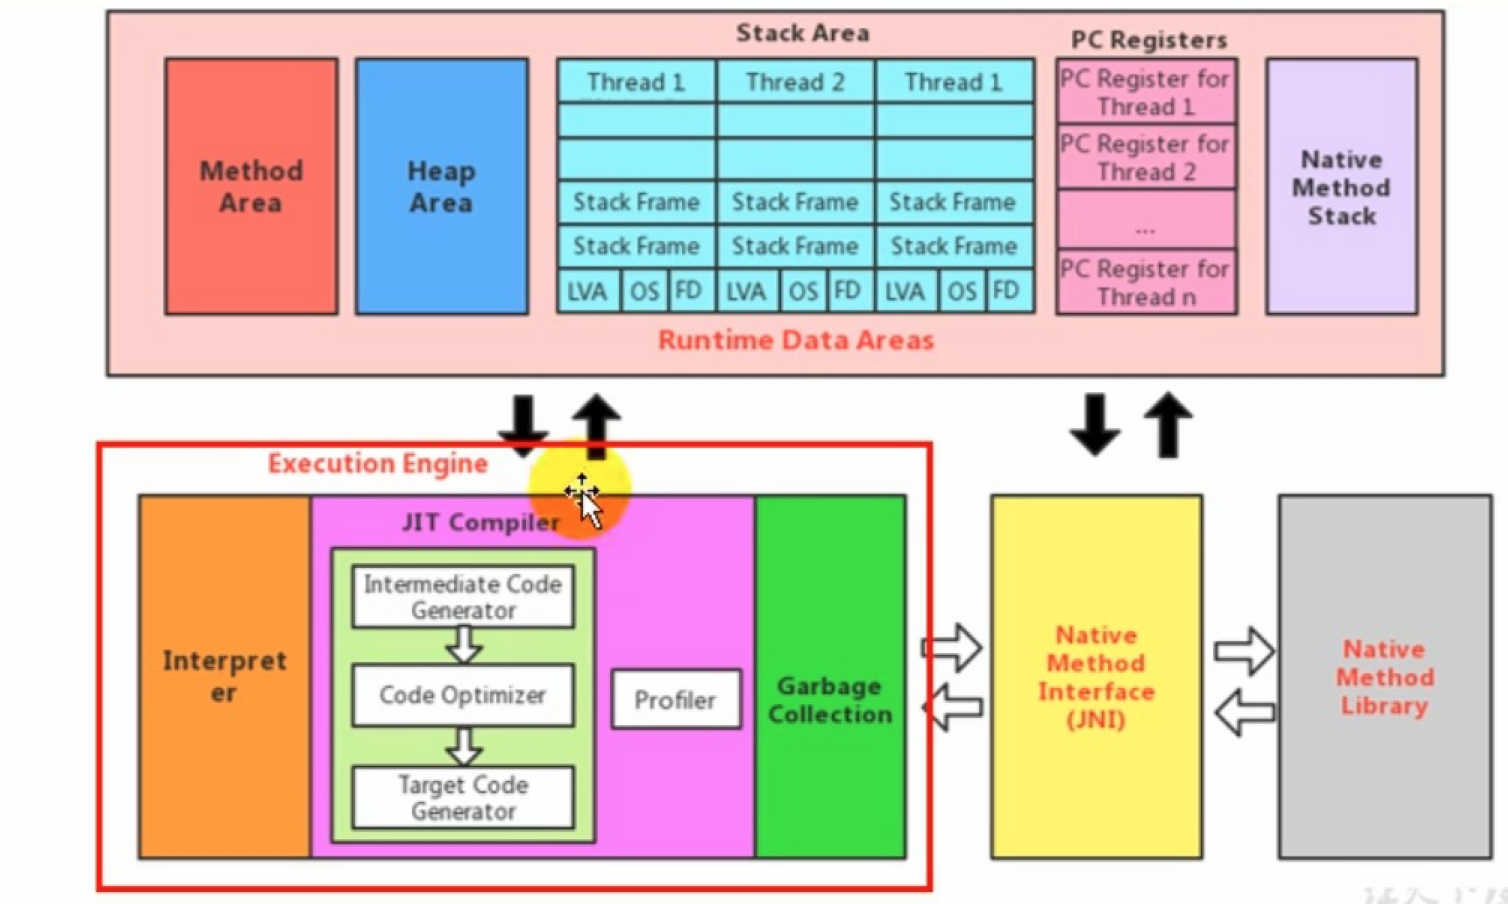 Stack Area
PC Registers
Method
Area
Heap
Area
Thread 1
Thread 2
Thread 1
Stack Frame
Stack Frame
Stack Frame
Stack Frame
Stack Frame
Stack Frame
LVA
OS
FD
LVA
OS
FD
LVA
OS
FD
PC Register for
Thread 1
PC Register for
Thread 2
...
PC Register for
Thread n
Native
Method
Stack
Runtime Data Areas
Execution Engine
Interpret
er
JIT Compiler
Intermediate Code
Generator
Code Optimizer
Target Code
Generator
Profiler
Garbage
Collection
Native
Method
Interface
(JNI)
Native
Method
Library